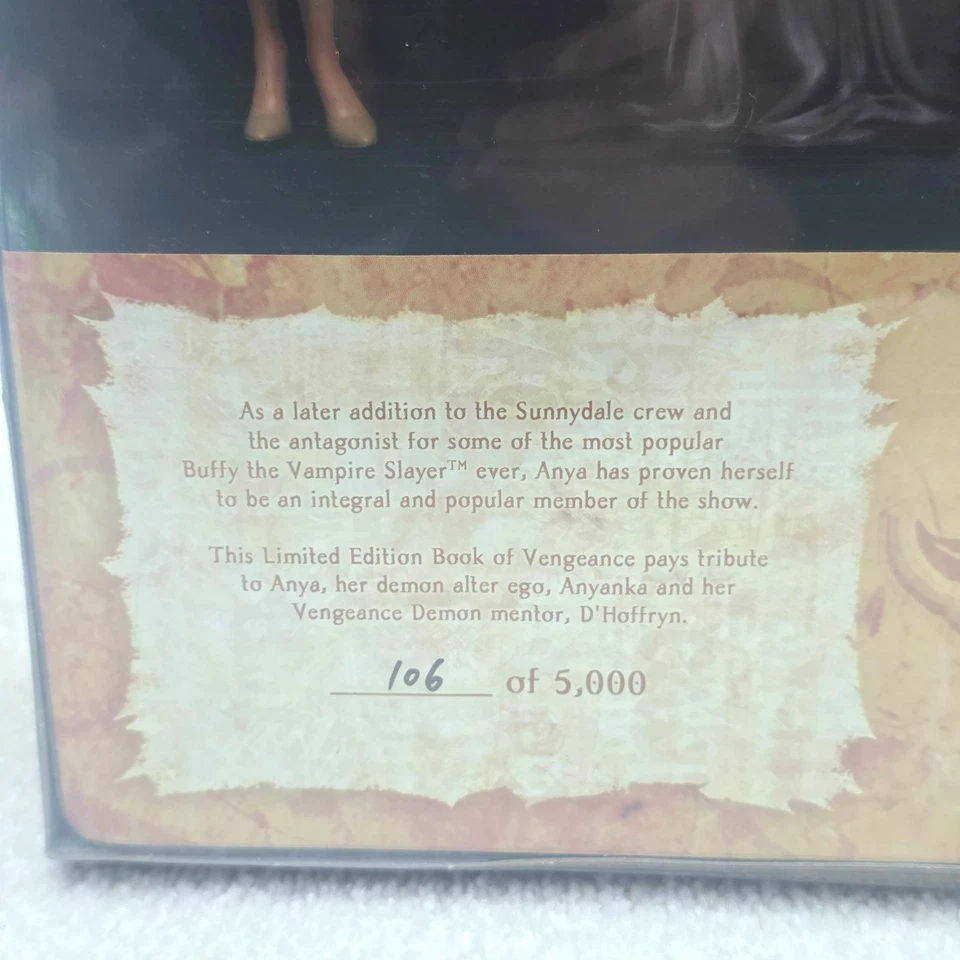 As a later addition to the Sunnydale crew and
the antagonist for some of the most popular
Buffy the Vampire Slayer™ ever, Anya has proven herself
to be an integral and popular member of the show.
This Limited Edition Book of Vengeance pays tribute
to Anya, her demon alter ego, Anyanka and her
Vengeance Demon mentor, D'Hoffryn.
106 of 5,000